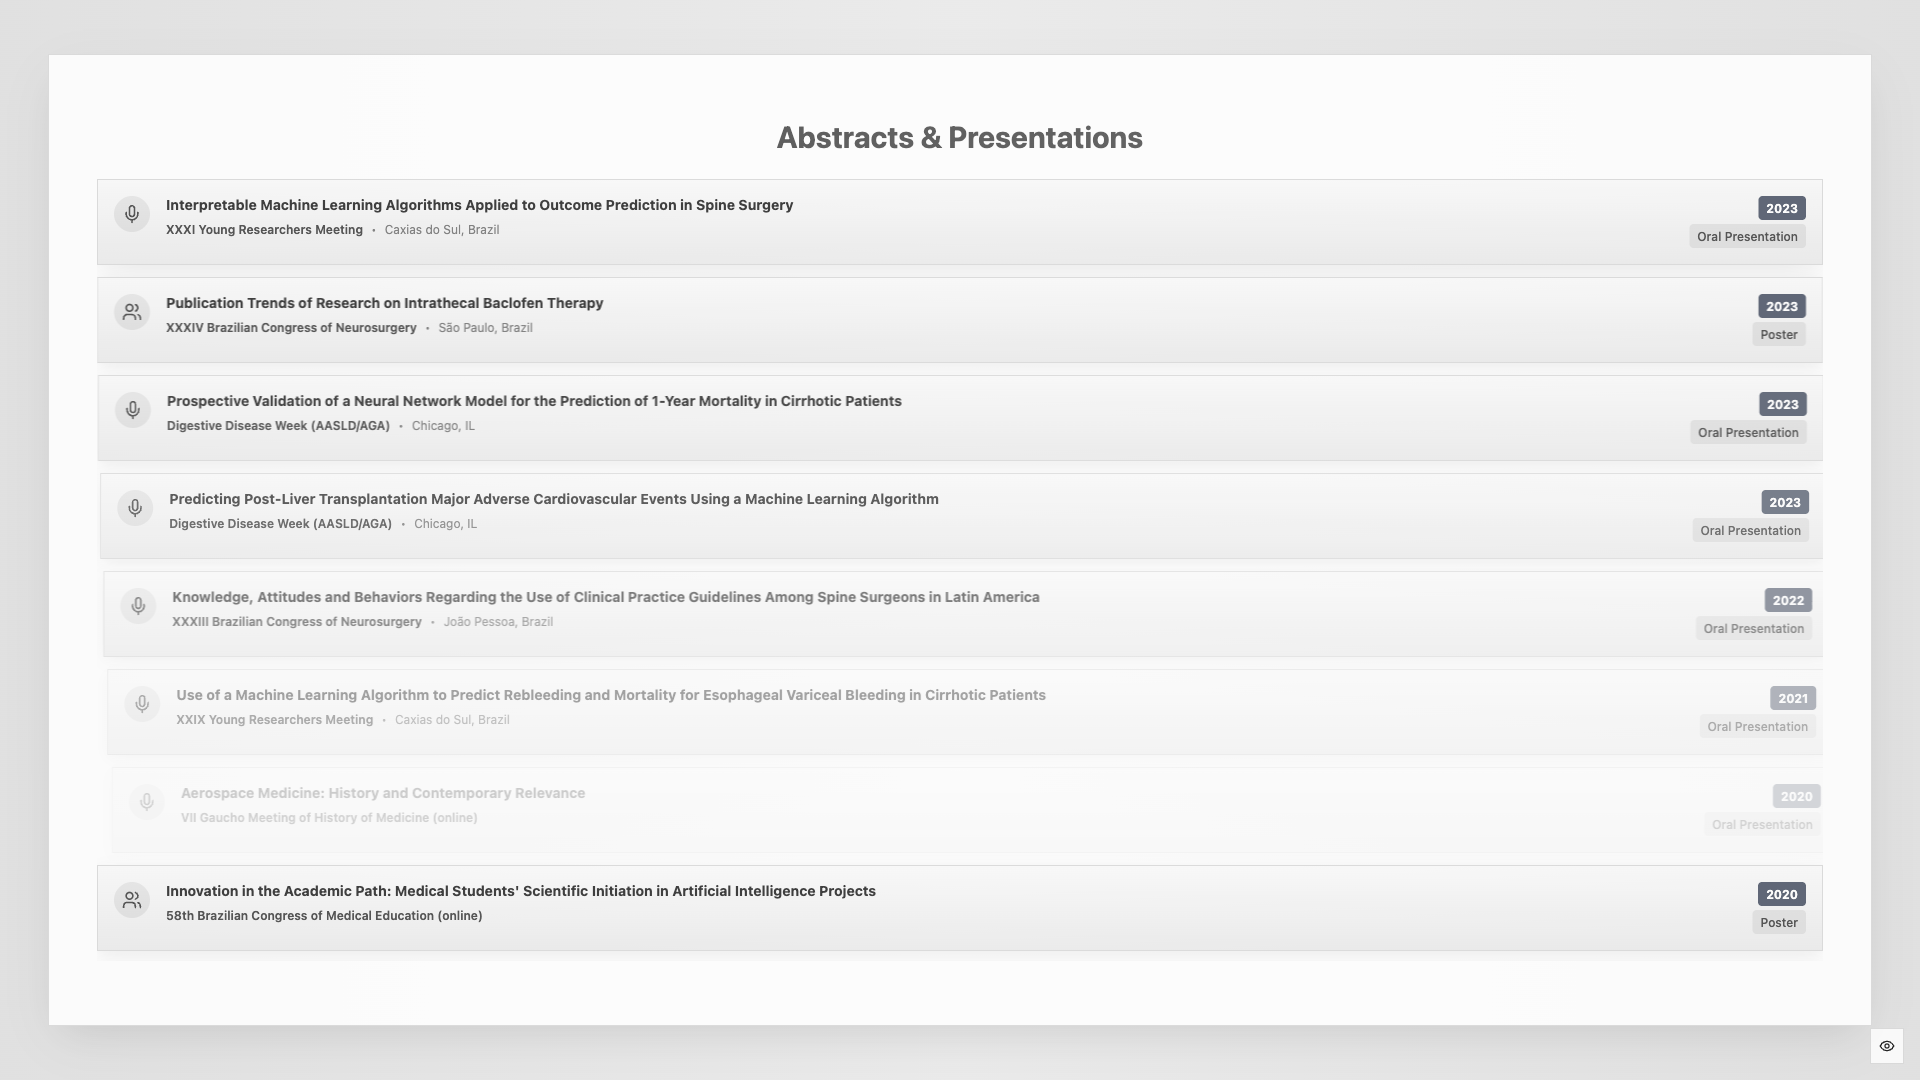 Abstracts & Presentations
Interpretable Machine Learning Algorithms Applied to Outcome Prediction in Spine Surgery
XXXI Young Researchers Meeting • Caxias do Sul, Brazil
2023
Oral Presentation
Publication Trends of Research on Intrathecal Baclofen Therapy
XXXIV Brazilian Congress of Neurosurgery • São Paulo, Brazil
2023
Poster
Prospective Validation of a Neural Network Model for the Prediction of 1-Year Mortality in Cirrhotic Patients
Digestive Disease Week (AASLD/AGA) • Chicago, IL
2023
Oral Presentation
Predicting Post-Liver Transplantation Major Adverse Cardiovascular Events Using a Machine Learning Algorithm
Digestive Disease Week (AASLD/AGA) • Chicago, IL
2023
Oral Presentation
Knowledge, Attitudes and Behaviors Regarding the Use of Clinical Practice Guidelines Among Spine Surgeons in Latin America
XXXIII Brazilian Congress of Neurosurgery • João Pessoa, Brazil
2022
Oral Presentation
Use of a Machine Learning Algorithm to Predict Rebleeding and Mortality for Esophageal Variceal Bleeding in Cirrhotic Patients
XXIX Young Researchers Meeting • Caxias do Sul, Brazil
2021
Oral Presentation
Aerospace Medicine: History and Contemporary Relevance
VII Gaucho Meeting of History of Medicine (online)
2020
Oral Presentation
Innovation in the Academic Path: Medical Students' Scientific Initiation in Artificial Intelligence Projects
58th Brazilian Congress of Medical Education (online)
2020
Poster